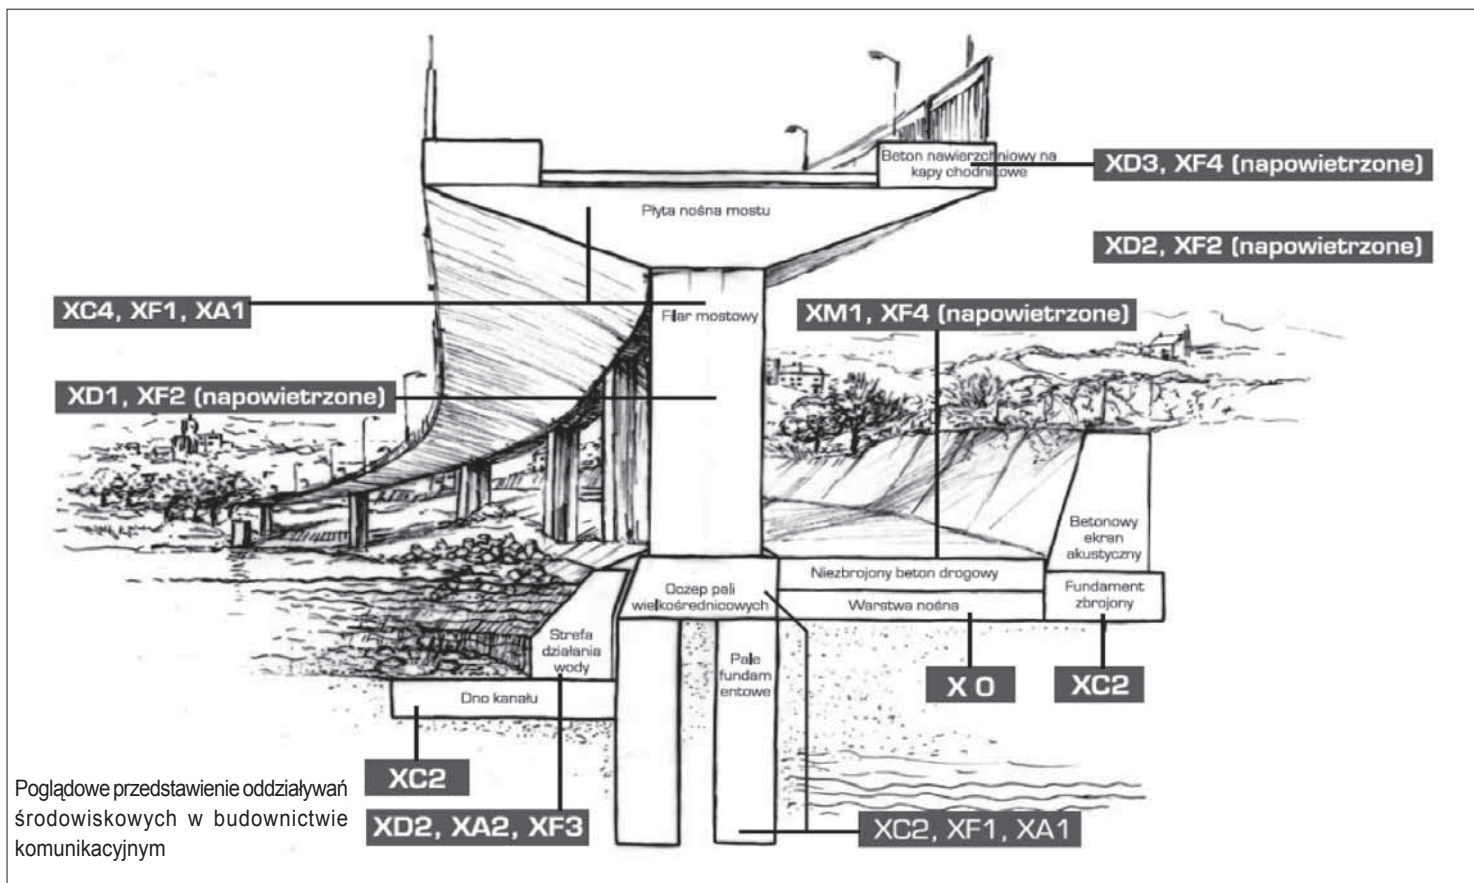 Beton nawierzchniowy na
kapy chodnikowe
XD3, XF4 (napowietrzone)
Płyta nośna mostu
XD2, XF2 (napowietrzone)
XC4, XF1, XA1
Filar mostowy
XM1, XF4 (napowietrzone)
XD1, XF2 (napowietrzone)
Betonowy
ekran
akustyczny
Niezbrojony beton drogowy
Oczep pali
wielkośrednicowych
Warstwa nośna
Fundament
zbrojony
Strefa
działania
wody
Pale
fundam
entowe
X 0
XC2
Dno kanału
XC2
Poglądowe przedstawienie oddziaływań
środowiskowych w budownictwie
komunikacyjnym
XD2, XA2, XF3
XC2, XF1, XA1